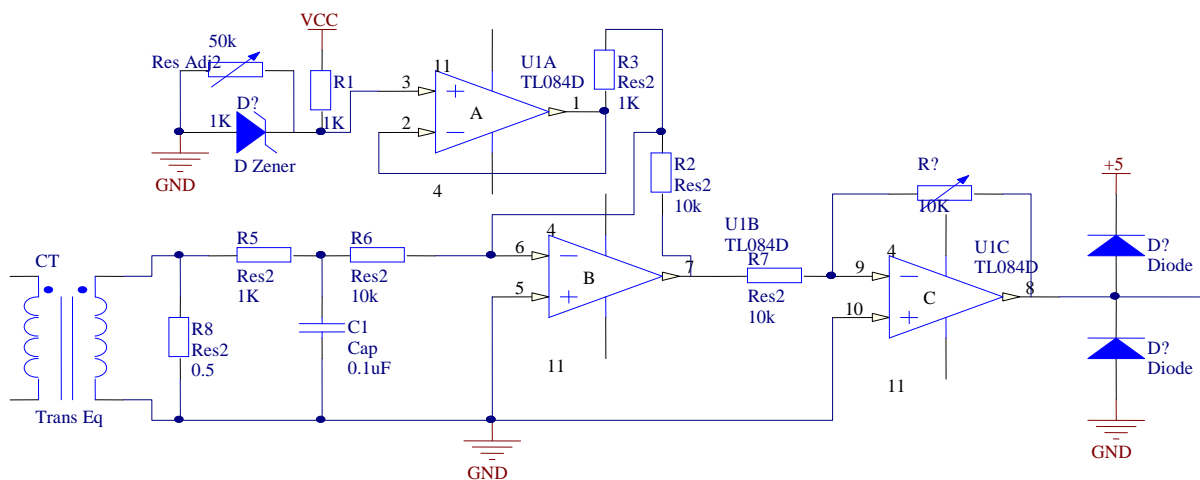 VCC
50k
Res Adj2
R1
1K
D?
1K
D Zener
GND
11
3
+
A
2
−
1
4
U1A
TL084D
R3
Res2
1K
R2
Res2
10k
CT
Trans Eq
R8
Res2
0.5
R5
Res2
1K
R6
Res2
10k
C1
Cap
0.1uF
4
6
−
B
5
+
7
11
GND
U1B
TL084D
R7
Res2
10k
R?
10K
4
9
−
C
10
+
8
11
U1C
TL084D
+5
D?
Diode
D?
Diode
GND